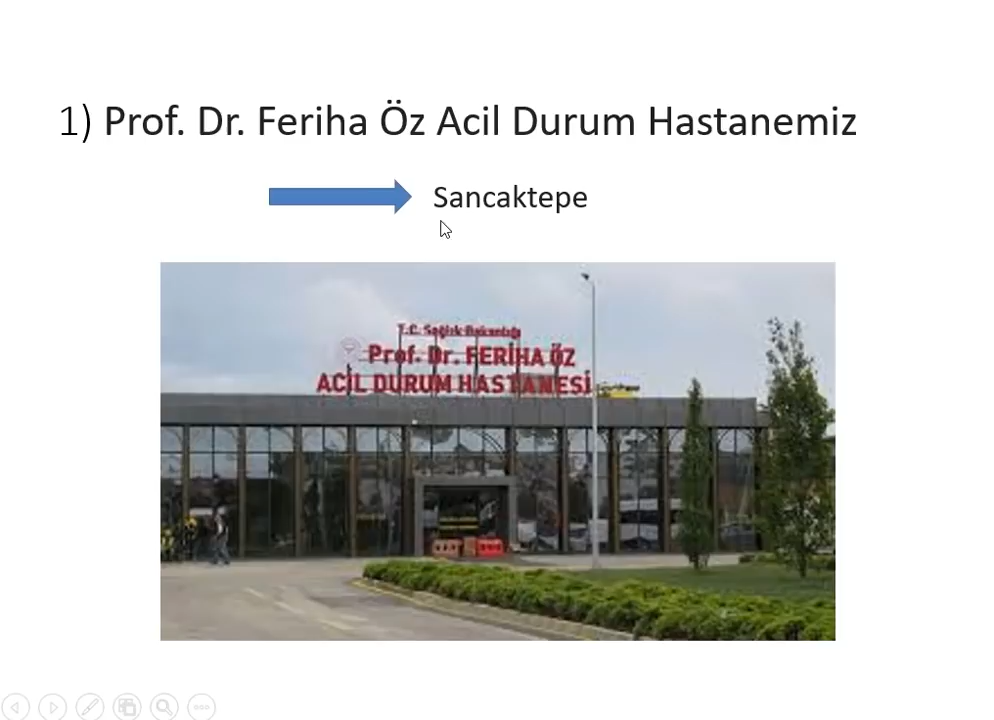 1) Prof. Dr. Feriha Öz Acil Durum Hastanemiz
Sancaktepe
T.C. Sağlık Bakanlığı
Prof. Dr. FERİHA ÖZ
ACİL DURUM HASTANESİ